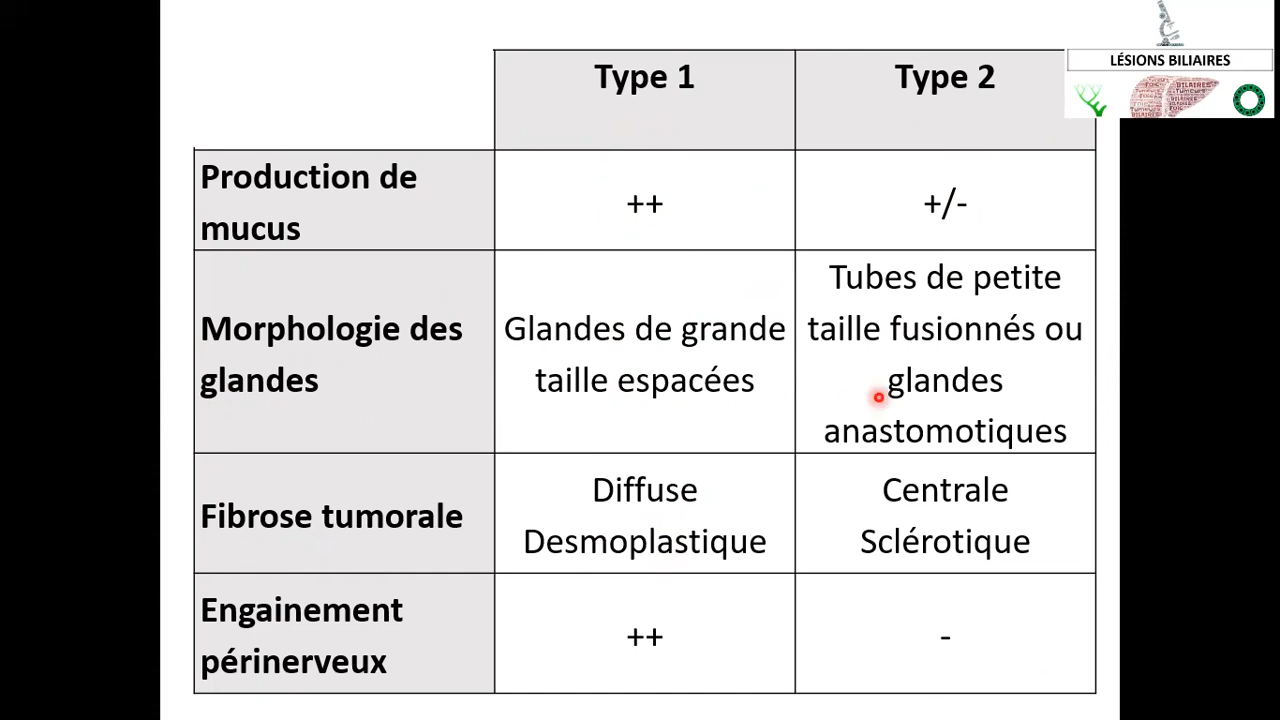 LÉSIONS BILIAIRES
Type 1
Type 2
Production de
mucus
++
+/-
Morphologie des
glandes
Glandes de grande
taille espacées
Tubes de petite
taille fusionnés ou
glandes
anastomotiques
Fibrose tumorale
Diffuse
Desmoplastique
Centrale
Sclérotique
Engainement
périnerveux
++
-